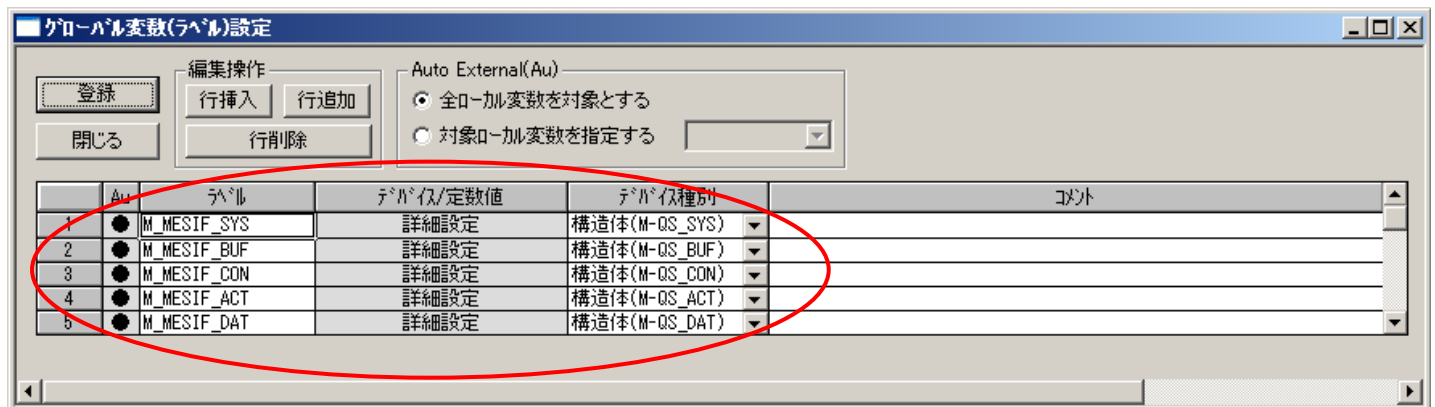 ｸﾞﾛｰﾊﾞﾙ変数(ﾗﾍﾞﾙ)設定
編集操作
Auto External(Au)
登録
行挿入
行追加
全ﾛｰｶﾙ変数を対象とする
閉じる
行削除
対象ﾛｰｶﾙ変数を指定する
Au ﾗﾍﾞﾙ ﾃﾞﾊﾞｲｽ/定数値 ﾃﾞﾊﾞｲｽ種別 ｺﾒﾝﾄ
1 M_MESIF_SYS 詳細設定 構造体(M-QS_SYS)
2 M_MESIF_BUF 詳細設定 構造体(M-QS_BUF)
3 M_MESIF_CON 詳細設定 構造体(M-QS_CON)
4 M_MESIF_ACT 詳細設定 構造体(M-QS_ACT)
5 M_MESIF_DAT 詳細設定 構造体(M-QS_DAT)